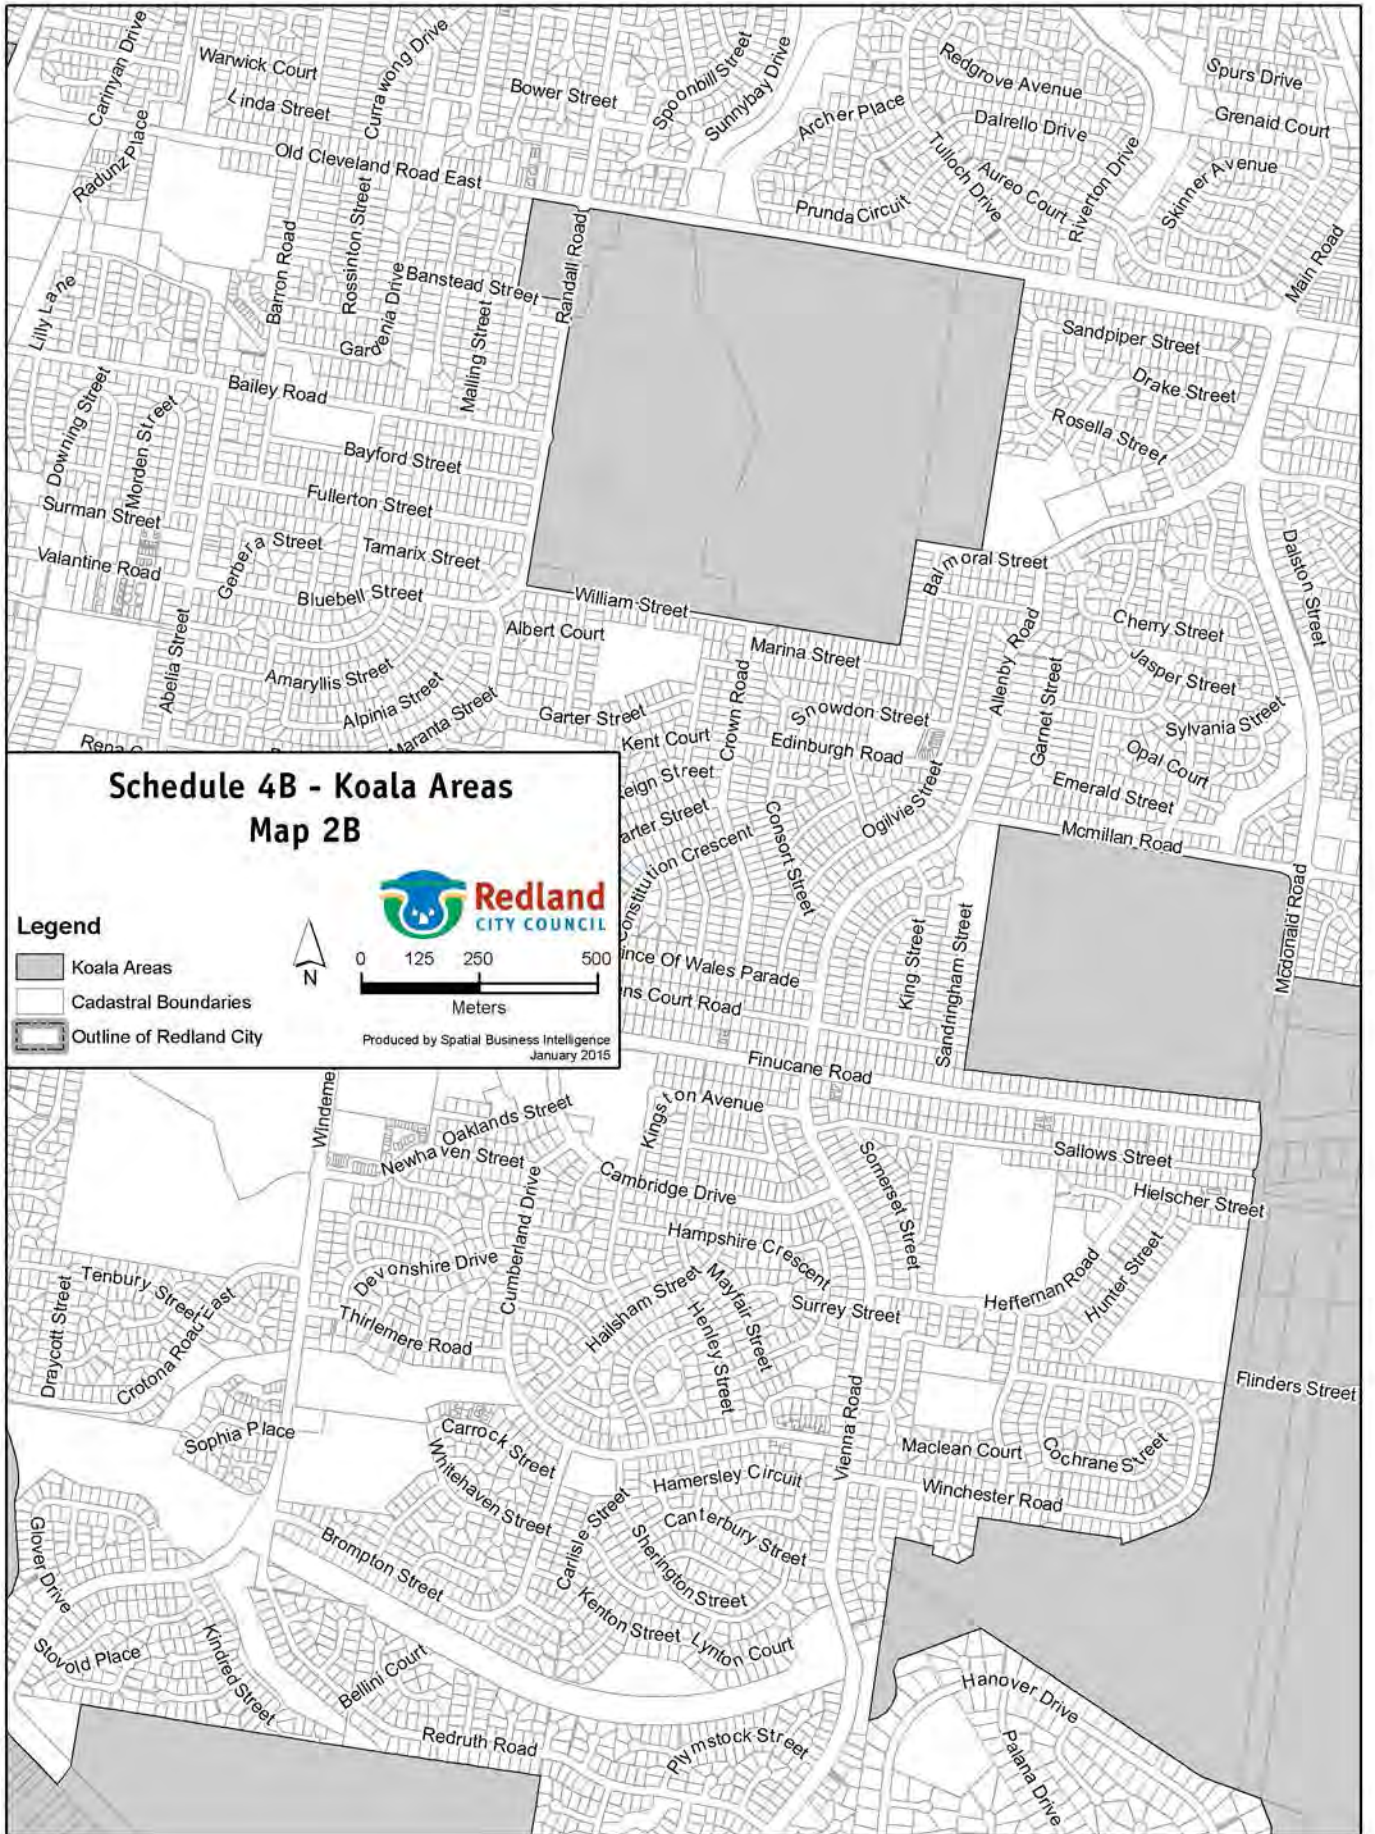 Carinyan Drive
Warwick Court
Currawong Drive
Linda Street
Bower Street
Spoonbill Street
Sunnybay Drive
Redgrove Avenue
Spurs Drive
Archer Place
Dalrello Drive
Grenaid Court
Radunz Place
Old Cleveland Road East
Tulloch Drive
Aureo Court
Riverton Drive
Skinner Avenue
Prunda Circuit
Main Road
Rossinton Street
Barron Road
Randall Road
Lilly Lane
Gardenia Drive
Banstead Street
Malling Street
Sandpiper Street
Drake Street
Rosella Street
Bailey Road
Downing Street
Morden Street
Bayford Street
Fullerton Street
Surman Street
Gerbera Street
Tamarix Street
Valantine Road
Bluebell Street
William Street
Balmoral Street
Dalston Street
Albert Court
Marina Street
Allenby Road
Cherry Street
Abelia Street
Amaryllis Street
Alpinia Street
Maranta Street
Garter Street
Crown Road
Snowdon Street
Garnet Street
Jasper Street
Sylvania Street
Kent Court
Edinburgh Road
Opal Court
Rena C
Schedule 4B - Koala Areas
Map 2B
eign Street
arter Street
Constitution Crescent
Consort Street
Ogilvie Street
Emerald Street
Mcmillan Road
Redland
CITY COUNCIL
Legend
Koala Areas
Cadastral Boundaries
Outline of Redland City
N
0 125 250 500
Meters
Produced by Spatial Business Intelligence
January 2015
ince Of Wales Parade
ens Court Road
King Street
Sandringham Street
Mcdonald Road
Finucane Road
Windeme
Oaklands Street
Kingston Avenue
Newhaven Street
Cumberland Drive
Cambridge Drive
Somerset Street
Sallows Street
Hielscher Street
Devonshire Drive
Hampshire Crescent
Heffernan Road
Hunter Street
Tenbury Street
Draycott Street
Crotona Road East
Thirlemere Road
Hailsham Street
Mayfair Street
Henley Street
Surrey Street
Flinders Street
Sophia Place
Carrock Street
Whitehaven Street
Vienna Road
Maclean Court
Cochrane Street
Hamersley Circuit
Winchester Road
Glover Drive
Brompton Street
Carlisle Street
Canterbury Street
Sherington Street
Stovold Place
Kindred Street
Bellini Court
Kenton Street
Lynton Court
Hanover Drive
Redruth Road
Plymstock Street
Palana Drive